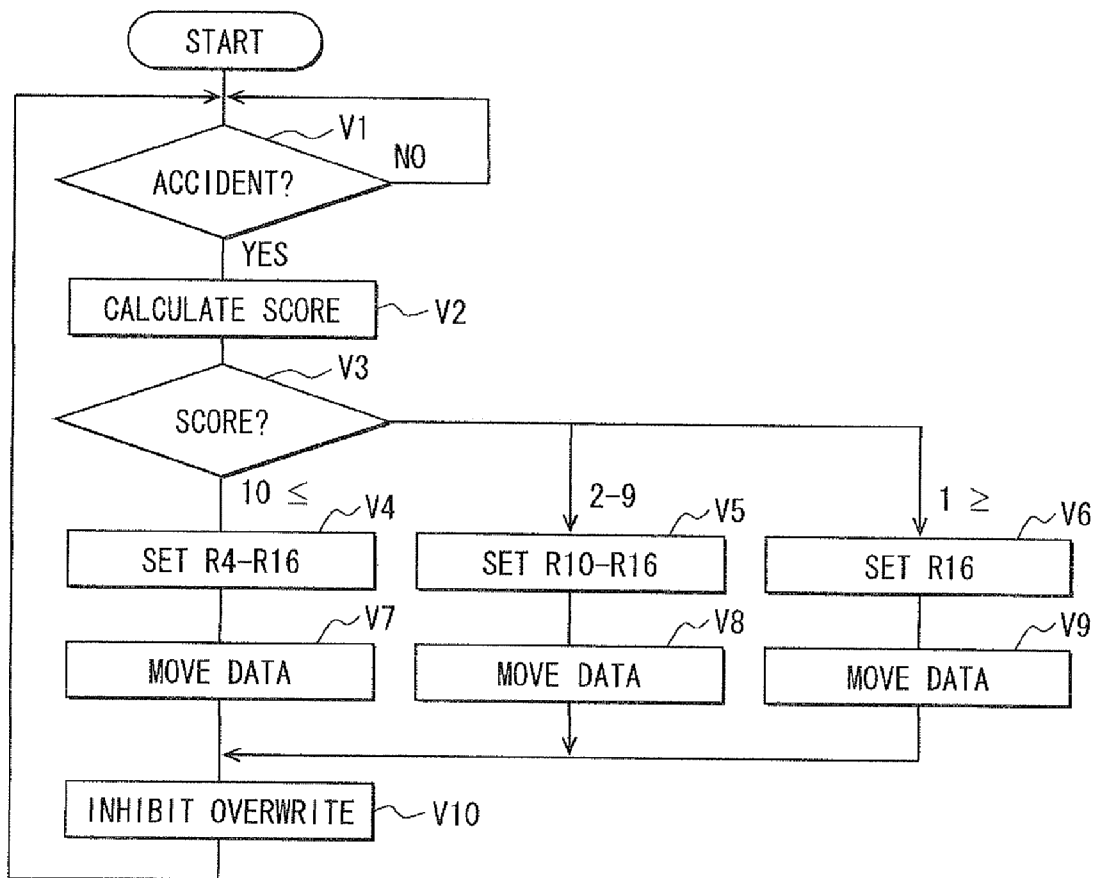 START
V1
NO
ACCIDENT?
YES
CALCULATE SCORE
V2
V3
SCORE?
10 ≤
2-9
1 ≥
V4
V5
V6
SET R4-R16
SET R10-R16
SET R16
V7
V8
V9
MOVE DATA
MOVE DATA
MOVE DATA
INHIBIT OVERWRITE
V10